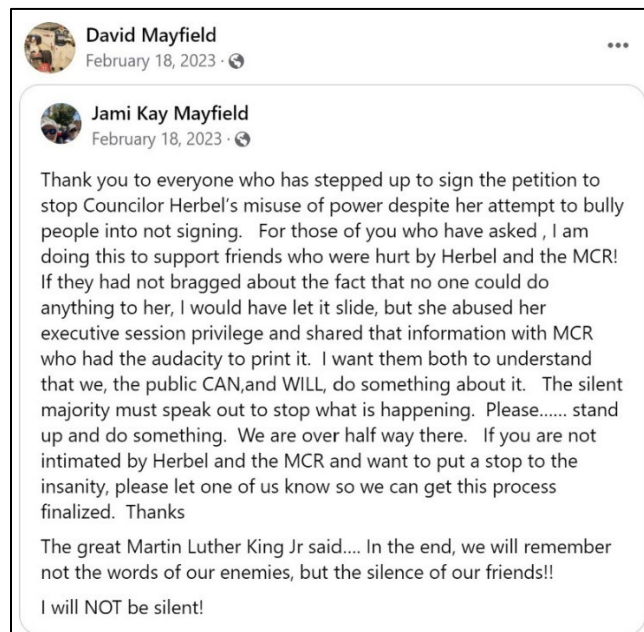 David Mayfield
February 18, 2023 ·
Jami Kay Mayfield
February 18, 2023 ·
Thank you to everyone who has stepped up to sign the petition to
stop Councilor Herbel's misuse of power despite her attempt to bully
people into not signing.   For those of you who have asked , I am
doing this to support friends who were hurt by Herbel and the MCR!
If they had not bragged about the fact that no one could do
anything to her, I would have let it slide, but she abused her
executive session privilege and shared that information with MCR
who had the audacity to print it.  I want them both to understand
that we, the public CAN,and WILL, do something about it.   The silent
majority must speak out to stop what is happening.  Please...... stand
up and do something.  We are over half way there.   If you are not
intimated by Herbel and the MCR and want to put a stop to the
insanity, please let one of us know so we can get this process
finalized.  Thanks
The great Martin Luther King Jr said.... In the end, we will remember
not the words of our enemies, but the silence of our friends!!
I will NOT be silent!